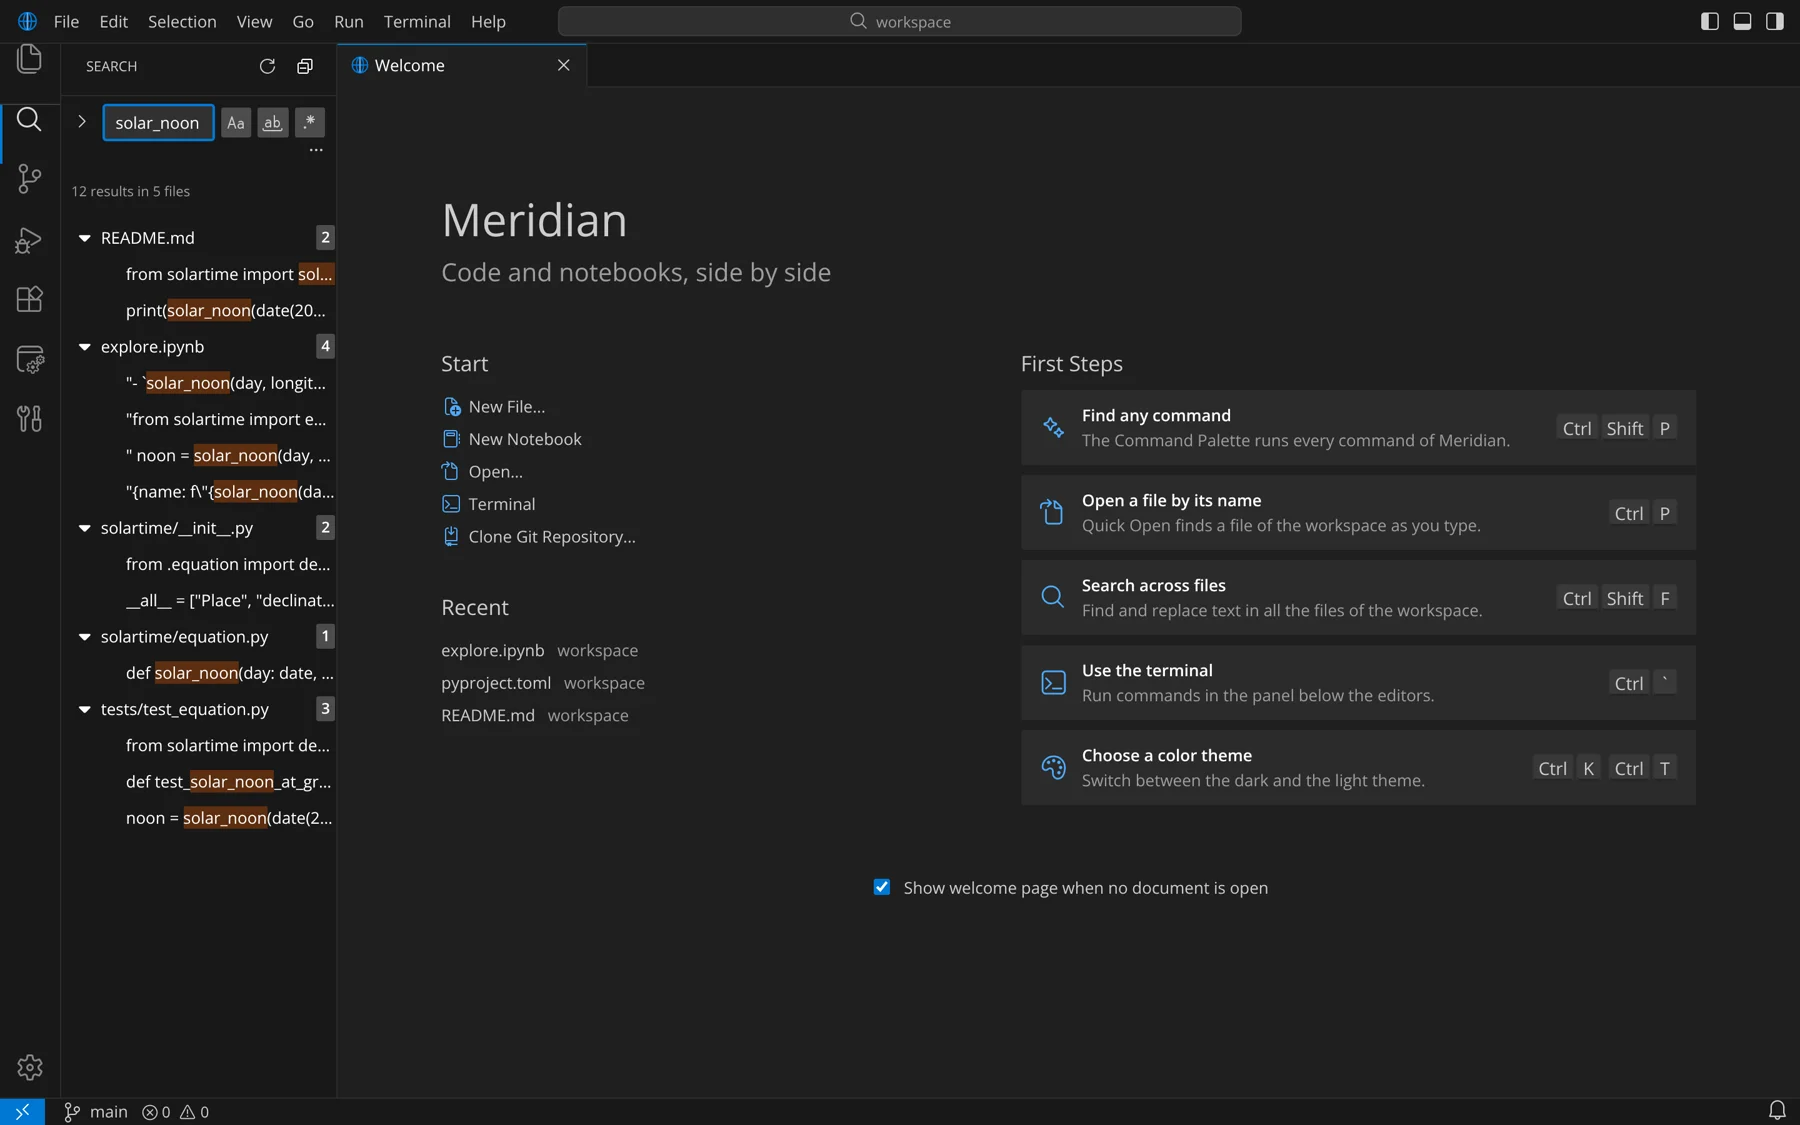 File Edit Selection View Go Run Terminal Help
workspace
SEARCH
Welcome
solar_noon
Aa
ab
.*
...
12 results in 5 files
README.md 2
from solartime import sol...
print(solar_noon(date(20...
explore.ipynb 4
"- `solar_noon(day, longit...
"from solartime import e...
" noon = solar_noon(day, ...
"{name: f\"{solar_noon(da...
solartime/__init__.py 2
from .equation import de...
__all__ = ["Place", "declinat...
solartime/equation.py 1
def solar_noon(day: date, ...
tests/test_equation.py 3
from solartime import de...
def test_solar_noon_at_gr...
noon = solar_noon(date(2...
Meridian
Code and notebooks, side by side
Start
New File...
New Notebook
Open...
Terminal
Clone Git Repository...
Recent
explore.ipynb workspace
pyproject.toml workspace
README.md workspace
First Steps
Find any command
The Command Palette runs every command of Meridian.
Ctrl Shift P
Open a file by its name
Quick Open finds a file of the workspace as you type.
Ctrl P
Search across files
Find and replace text in all the files of the workspace.
Ctrl Shift F
Use the terminal
Run commands in the panel below the editors.
Ctrl `
Choose a color theme
Switch between the dark and the light theme.
Ctrl K Ctrl T
Show welcome page when no document is open
main 0 0